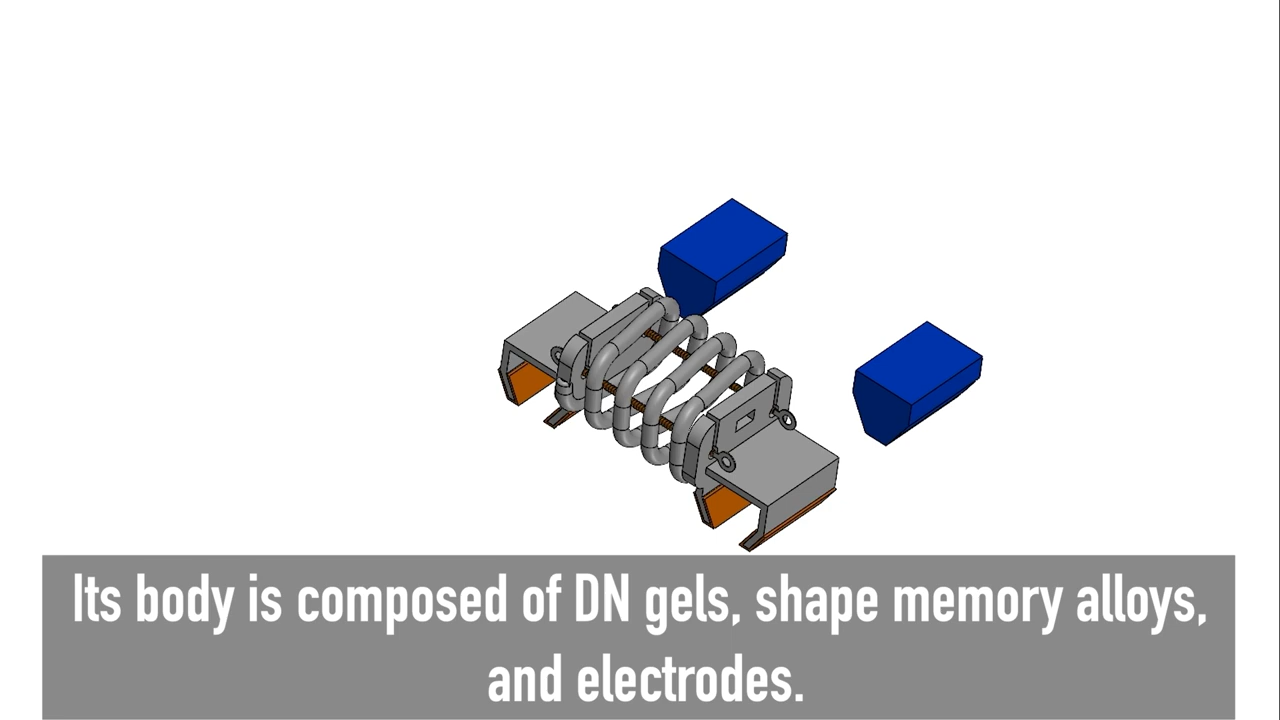 Its body is composed of DN gels, shape memory alloys,
and electrodes.